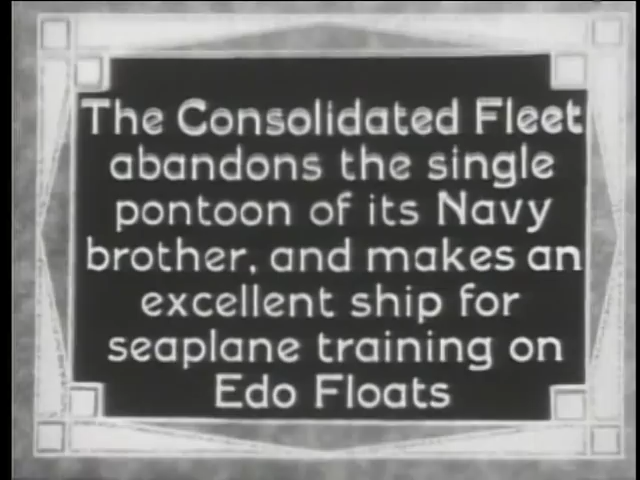 The Consolidated Fleet
abandons the single
pontoon of its Navy
brother, and makes an
excellent ship for
seaplane training on
Edo Floats